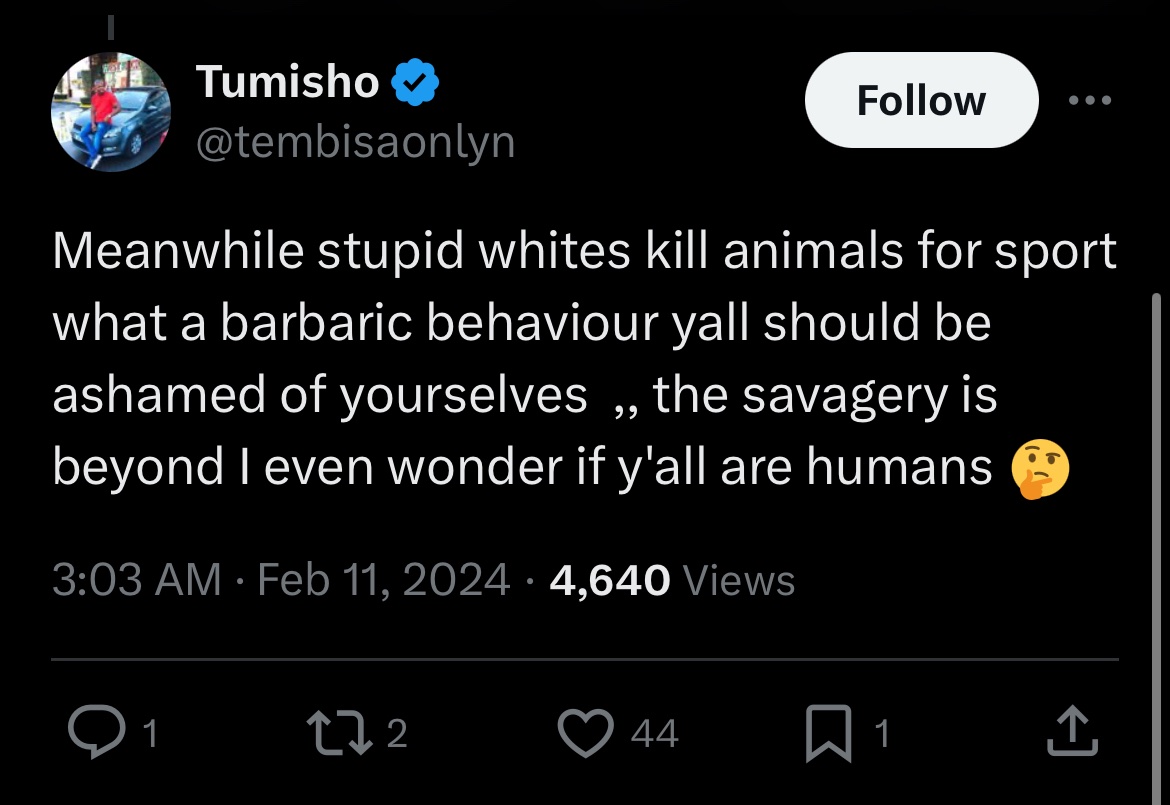 Tumisho
@tembisaonlyn
Follow
Meanwhile stupid whites kill animals for sport
what a barbaric behaviour yall should be
ashamed of yourselves  ,, the savagery is
beyond I even wonder if y'all are humans 🤔
3:03 AM · Feb 11, 2024 · 4,640 Views
1 2 44 1